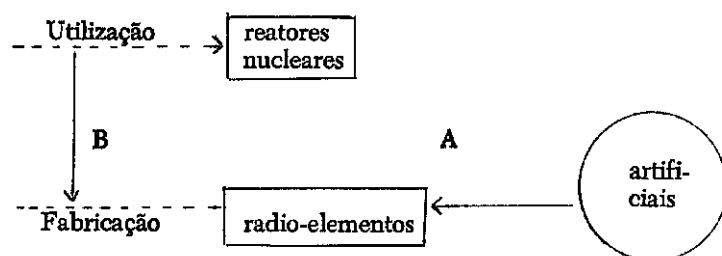 Utilização
reatores
nucleares
B
A
artifi-
ciais
Fabricação
radio-elementos